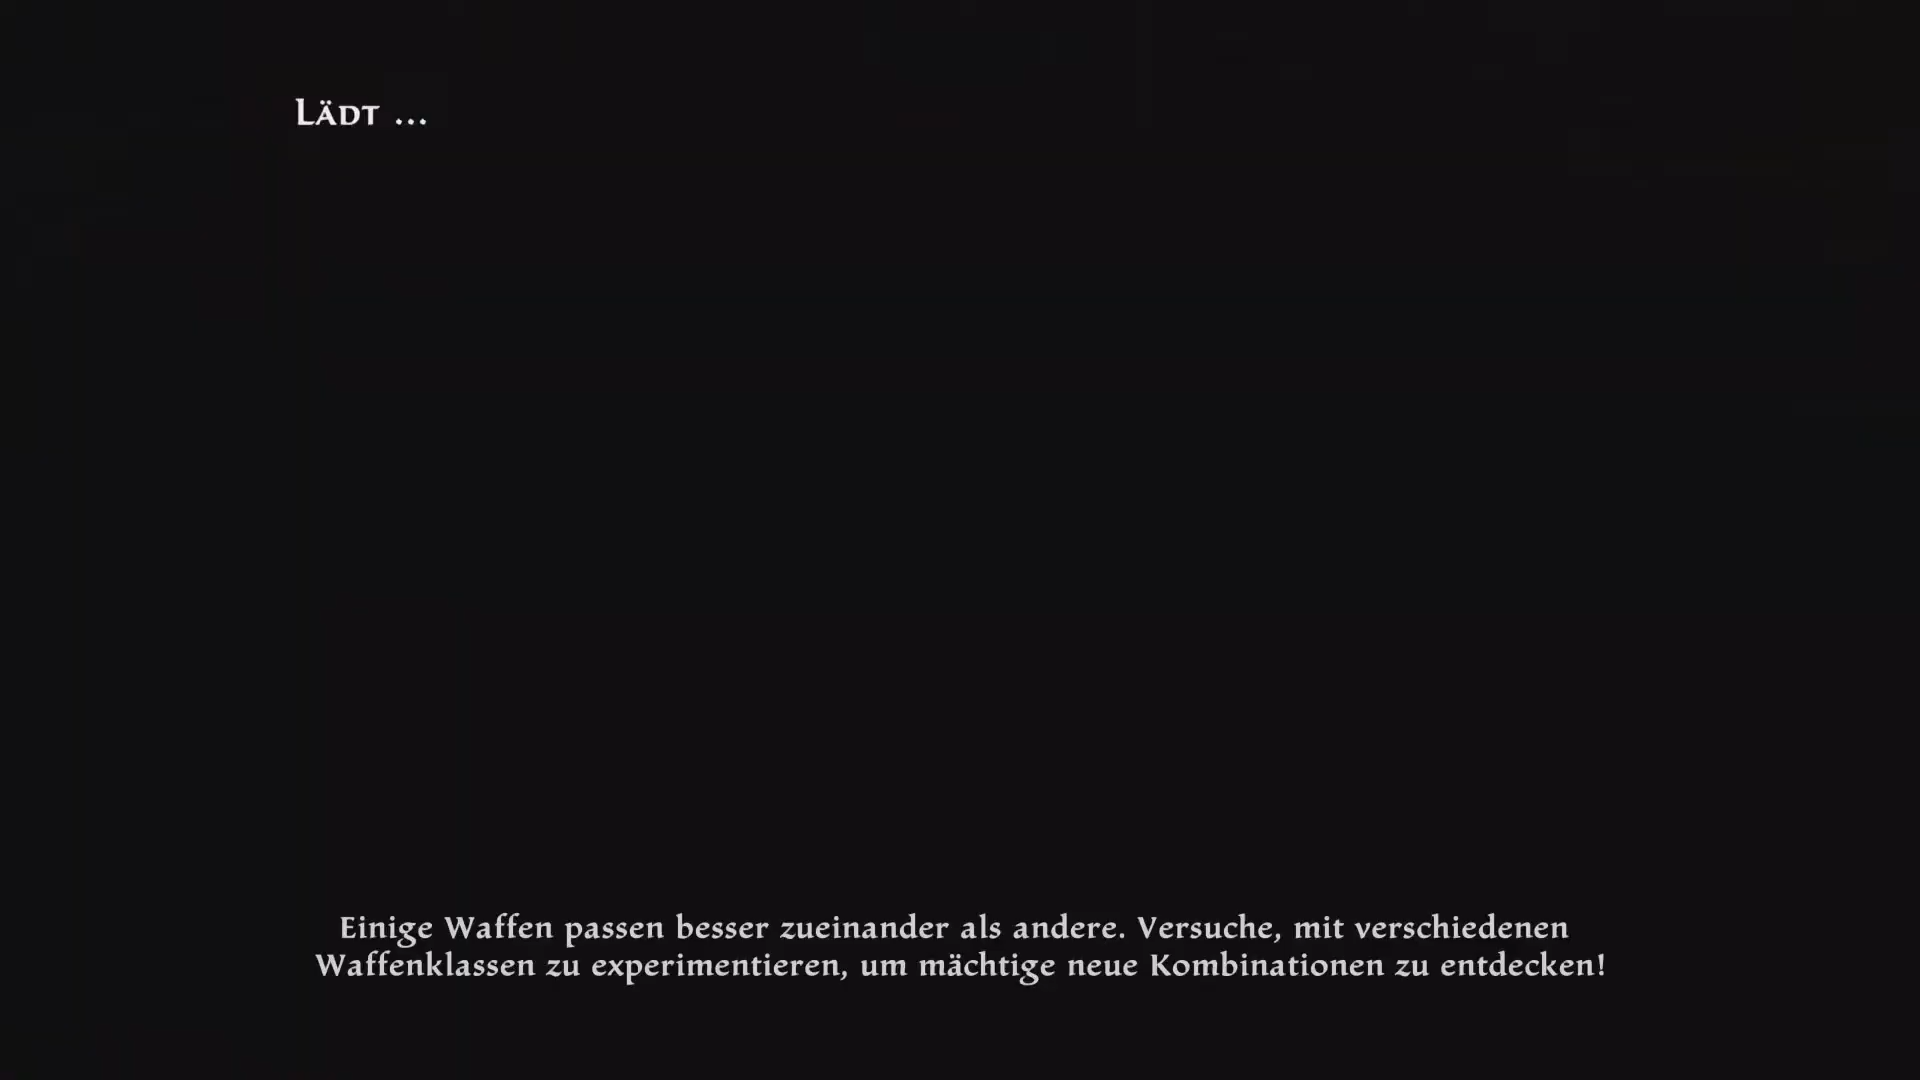 Lädt ...
Einige Waffen passen besser zueinander als andere. Versuche, mit verschiedenen
Waffenklassen zu experimentieren, um mächtige neue Kombinationen zu entdecken!